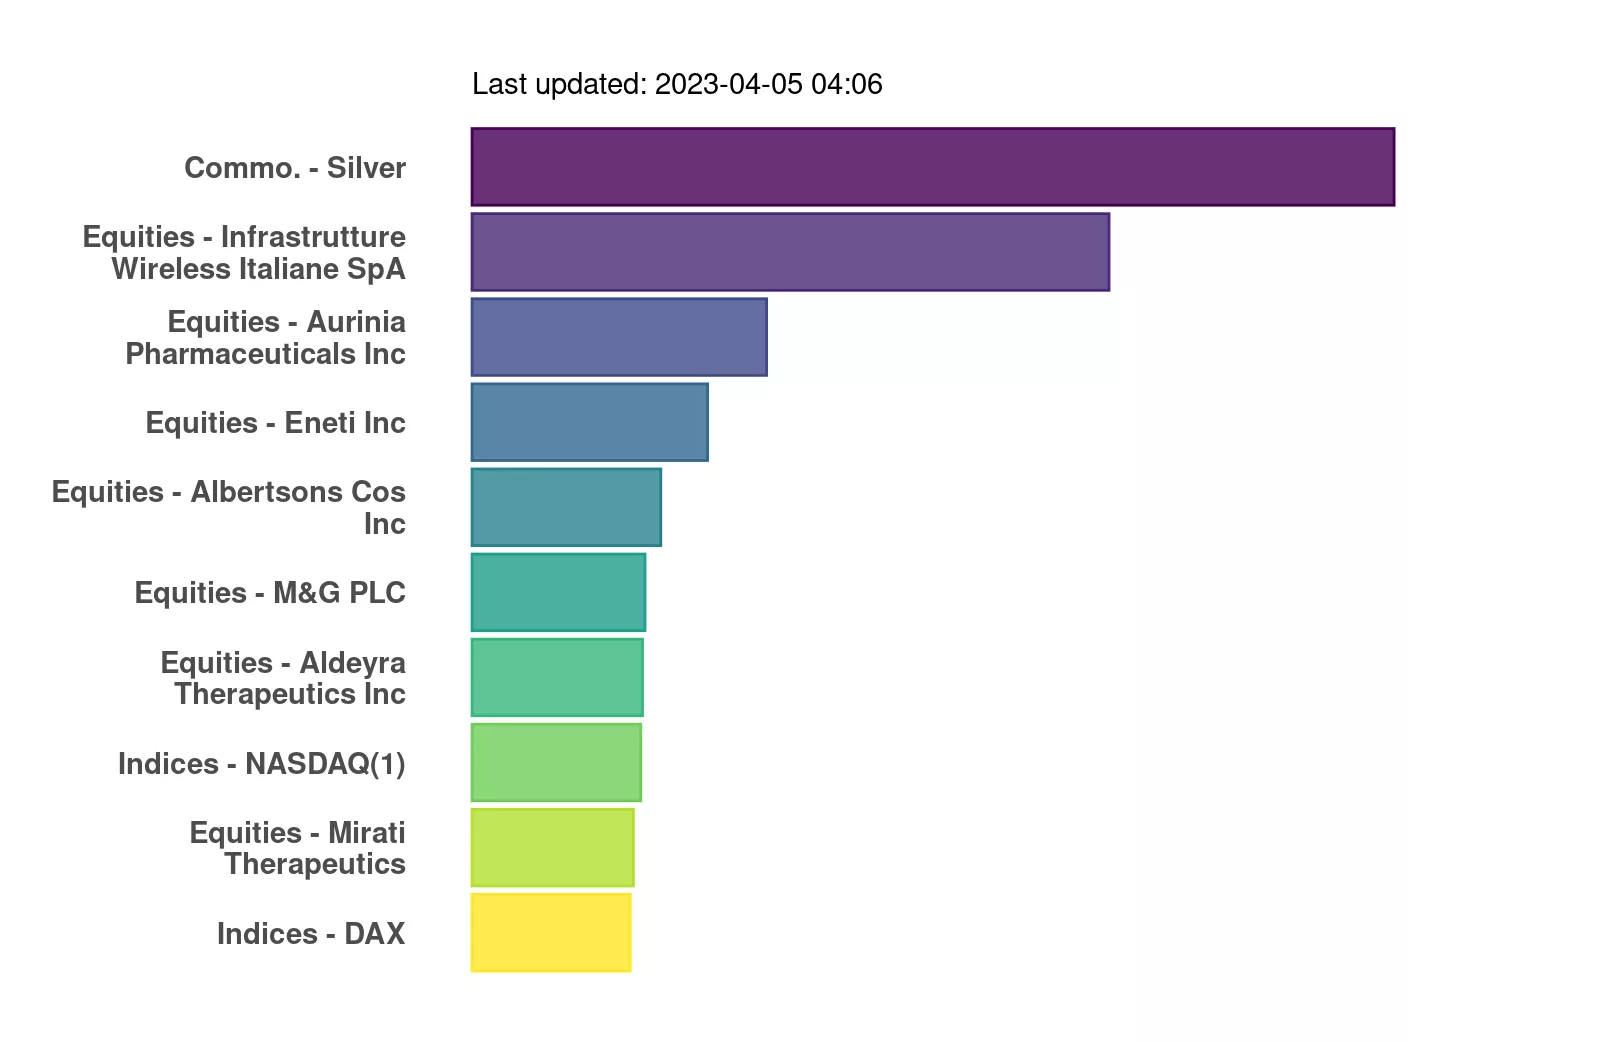 Last updated: 2023-04-05 04:06
Commo. - Silver
Equities - Infrastrutture
Wireless Italiane SpA
Equities - Aurinia
Pharmaceuticals Inc
Equities - Eneti Inc
Equities - Albertsons Cos
Inc
Equities - M&G PLC
Equities - Aldeyra
Therapeutics Inc
Indices - NASDAQ(1)
Equities - Mirati
Therapeutics
Indices - DAX